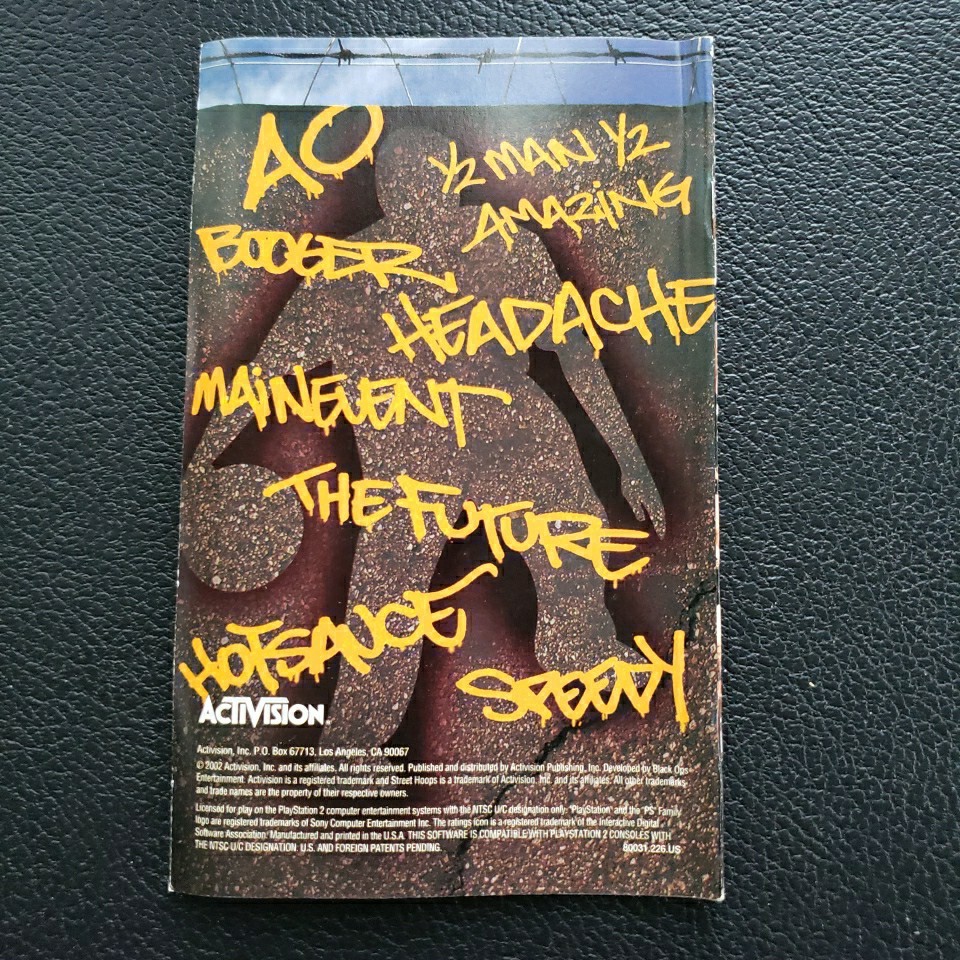 AO
1/2 MAN 1/2
AMAZiNG
BOOGER
HEADACHE
MAiNEVENT
THE FUTURE
HOTSAUCE
SPEEDY
ACTIVISION
Activision, Inc. P.O. Box 67713, Los Angeles, CA 90067
© 2002 Activision, Inc. and its affiliates. All rights reserved. Published and distributed by Activision Publishing, Inc. Developed by Black Ops
Entertainment. Activision is a registered trademark and Street Hoops is a trademark of Activision, Inc. and its affiliates. All other trademarks
and trade names are the property of their respective owners.
Licensed for play on the PlayStation 2 computer entertainment systems with the NTSC U/C designation only. "PlayStation" and the "PS" Family
logo are registered trademarks of Sony Computer Entertainment Inc. The ratings icon is a registered trademark of the Interactive Digital
Software Association. Manufactured and printed in the U.S.A. THIS SOFTWARE IS COMPATIBLE WITH PLAYSTATION 2 CONSOLES WITH
THE NTSC U/C DESIGNATION. U.S. AND FOREIGN PATENTS PENDING.
80031.226.US